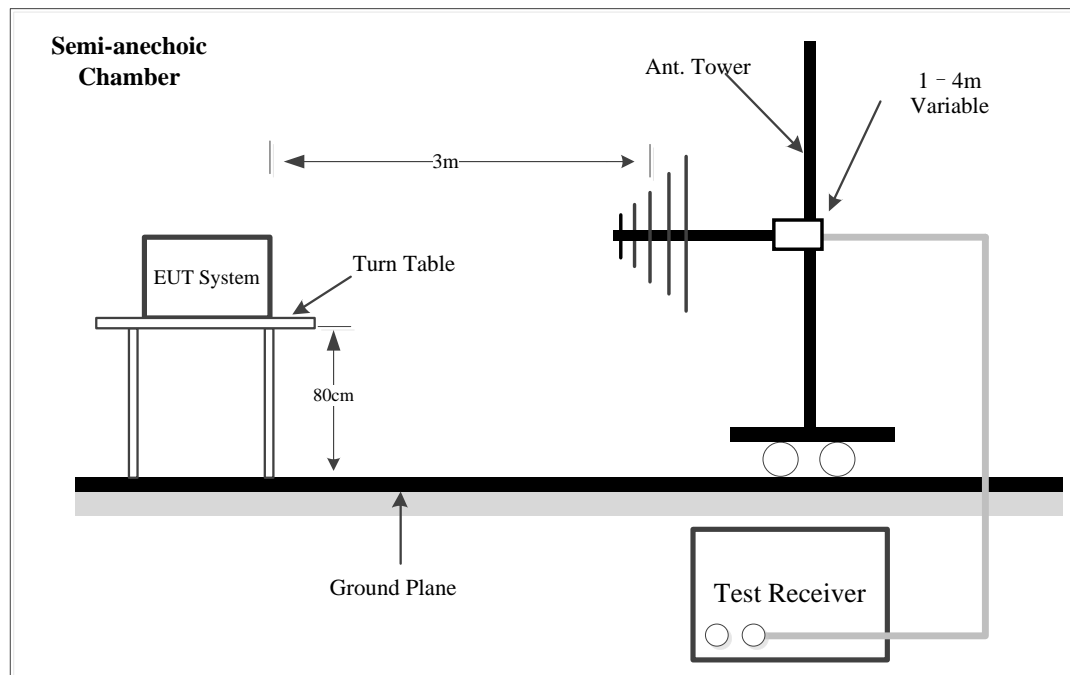 Semi-anechoic
Chamber
Ant. Tower
1－4m
Variable
3m
EUT System
Turn Table
80cm
Ground Plane
Test Receiver